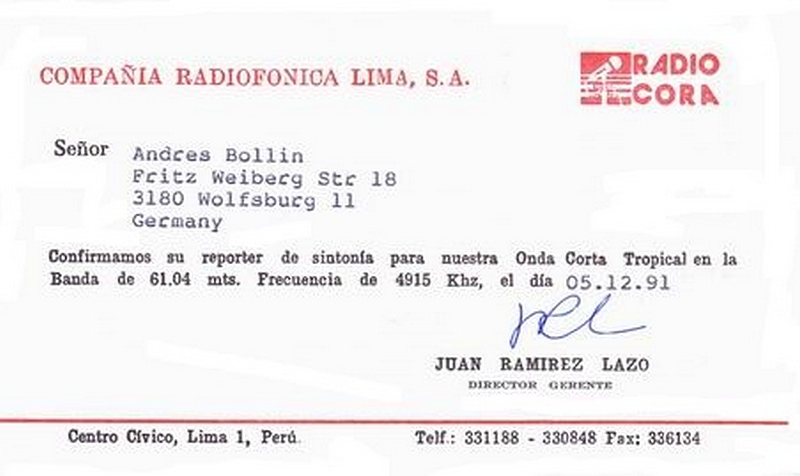 COMPAÑIA RADIOFONICA LIMA, S.A.
RADIO
CORA
Señor Andres Bollin
Fritz Weiberg Str 18
3180 Wolfsburg 11
Germany
Confirmamos su reporter de sintonía para nuestra Onda Corta Tropical en la
Banda de 61.04 mts. Frecuencia de 4915 Khz, el día 05.12.91
JUAN RAMIREZ LAZO
DIRECTOR GERENTE
Centro Cívico, Lima 1, Perú.
Telf.: 331188 - 330848 Fax: 336134